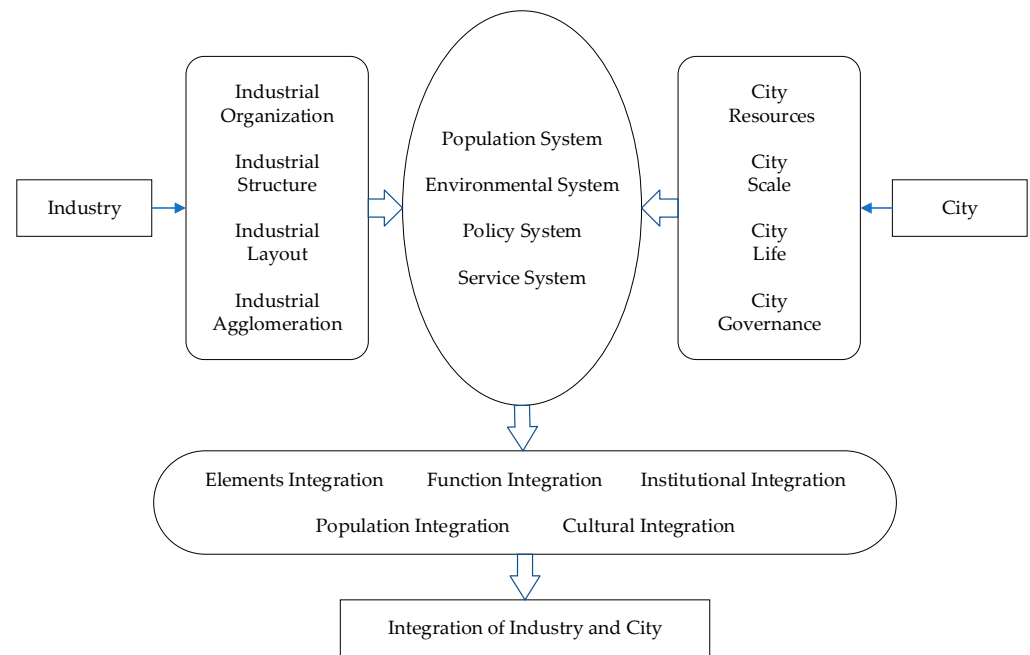 Industry
Industrial
Organization
Industrial
Structure
Industrial
Layout
Industrial
Agglomeration
Population System
Environmental System
Policy System
Service System
City
Resources
City
Scale
City
Life
City
Governance
City
Elements Integration
Function Integration
Institutional Integration
Population Integration
Cultural Integration
Integration of Industry and City